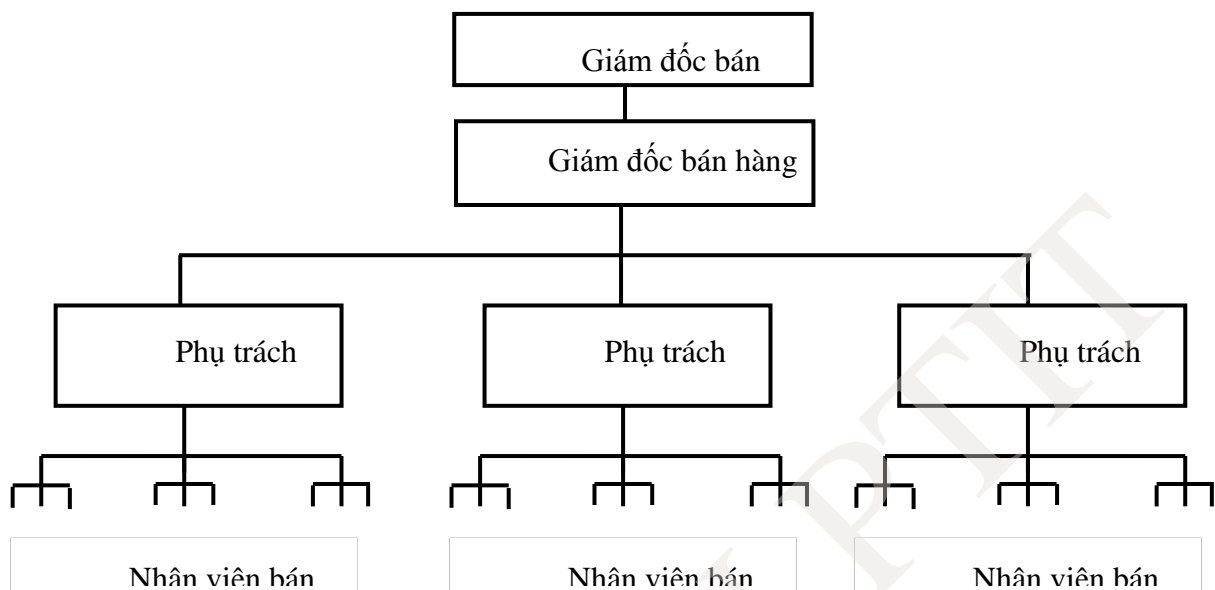 Giám đốc bán
Giám đốc bán hàng
Phụ trách
Phụ trách
Phụ trách
Nhân viên bán
Nhân viên bán
Nhân viên bán
PTIT